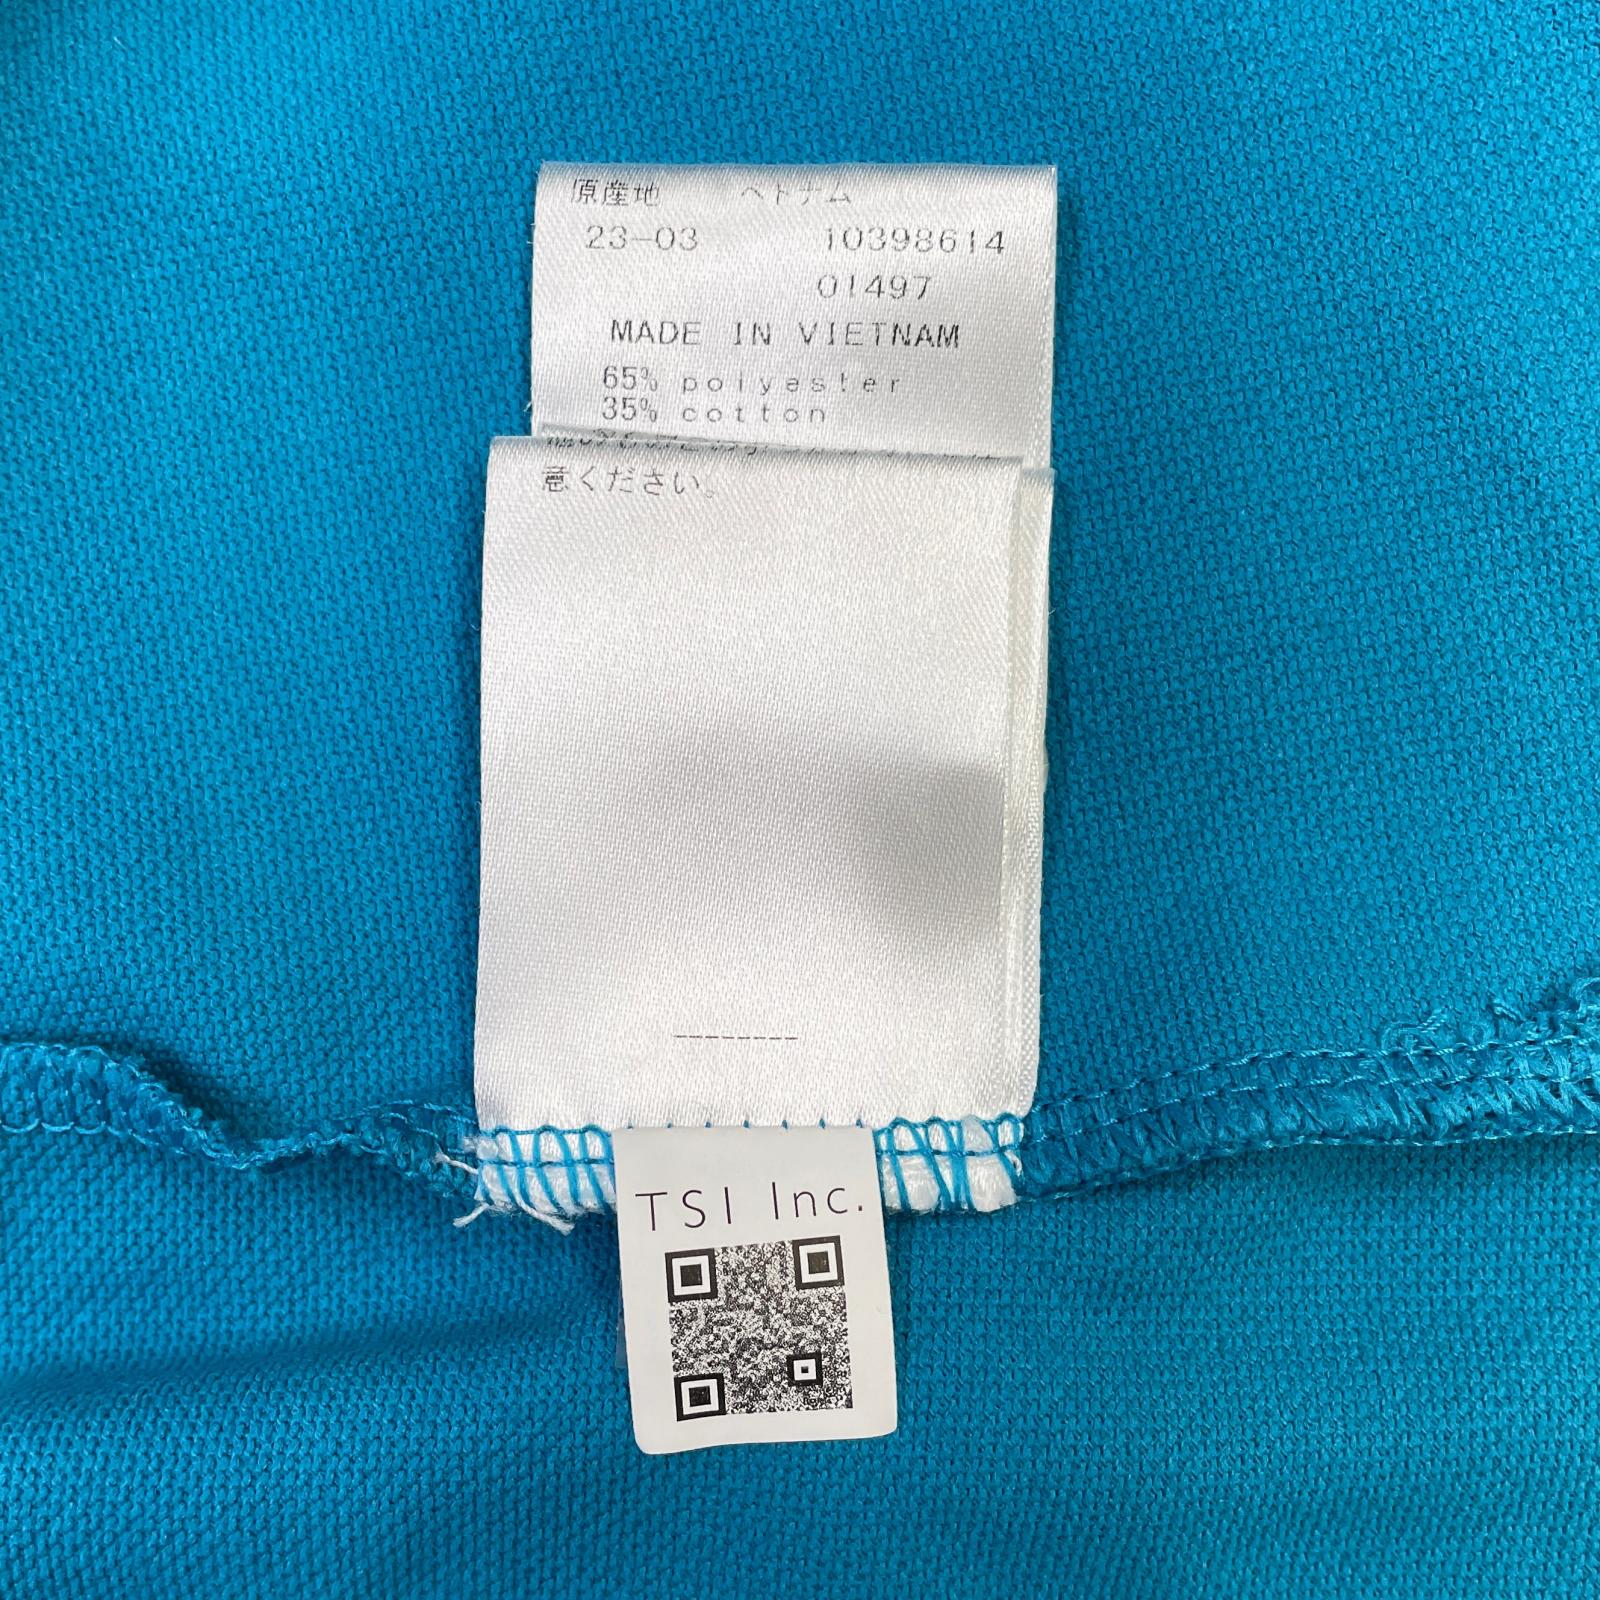 原産地 ベトナム
23-03 10398614
01497
MADE IN VIETNAM
65% polyester
35% cotton
意ください。
TSI Inc.